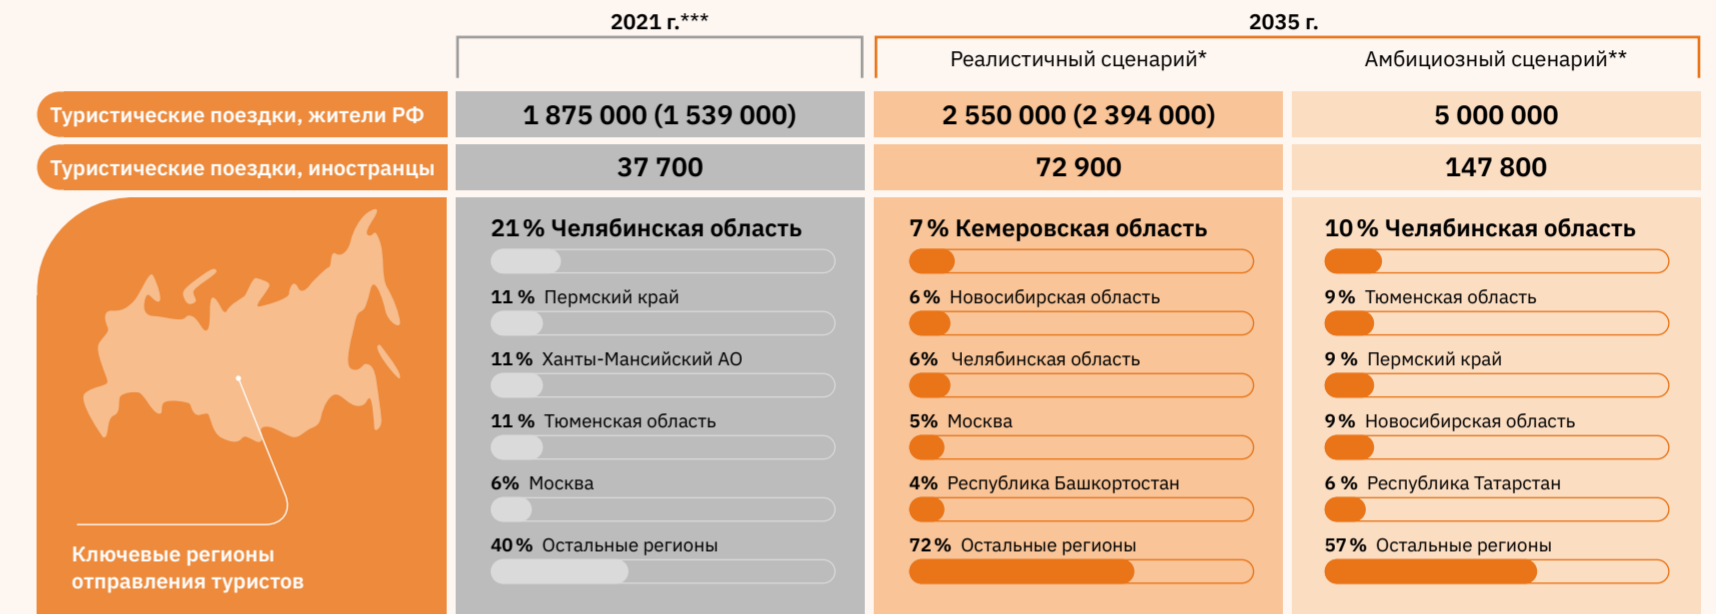 2021 г.***
2035 г.
Реалистичный сценарий*
Амбициозный сценарий**
Туристические поездки, жители РФ
1 875 000 (1 539 000)
2 550 000 (2 394 000)
5 000 000
Туристические поездки, иностранцы
37 700
72 900
147 800
Ключевые регионы
отправления туристов
21 % Челябинская область
11 % Пермский край
11 % Ханты-Мансийский АО
11 % Тюменская область
6% Москва
40 % Остальные регионы
7 % Кемеровская область
6 % Новосибирская область
6% Челябинская область
5% Москва
4% Республика Башкортостан
72 % Остальные регионы
10 % Челябинская область
9 % Тюменская область
9 % Пермский край
9 % Новосибирская область
6 % Республика Татарстан
57 % Остальные регионы